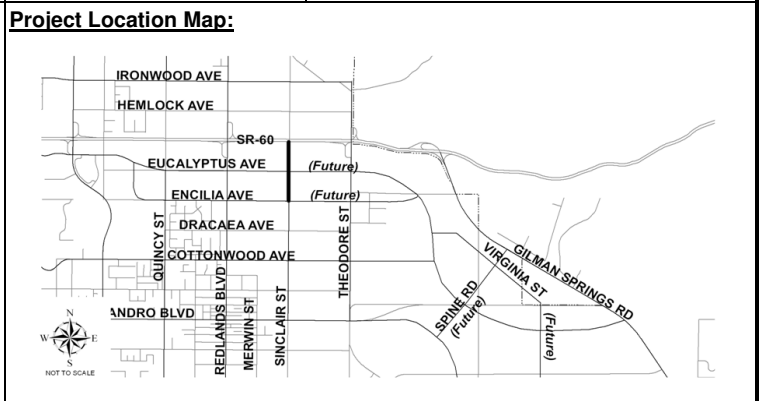 Project Location Map:
IRONWOOD AVE
HEMLOCK AVE
SR-60
EUCALYPTUS AVE
(Future)
ENCILIA AVE
(Future)
DRACAEA AVE
COTTONWOOD AVE
QUINCY ST
REDLANDS BLVD
MERWIN ST
SINCLAIR ST
THEODORE ST
GILMAN SPRINGS RD
VIRGINIA ST
SPINE RD
(Future)
(Future)
ANDRO BLVD
N
W
E
S
NOT TO SCALE